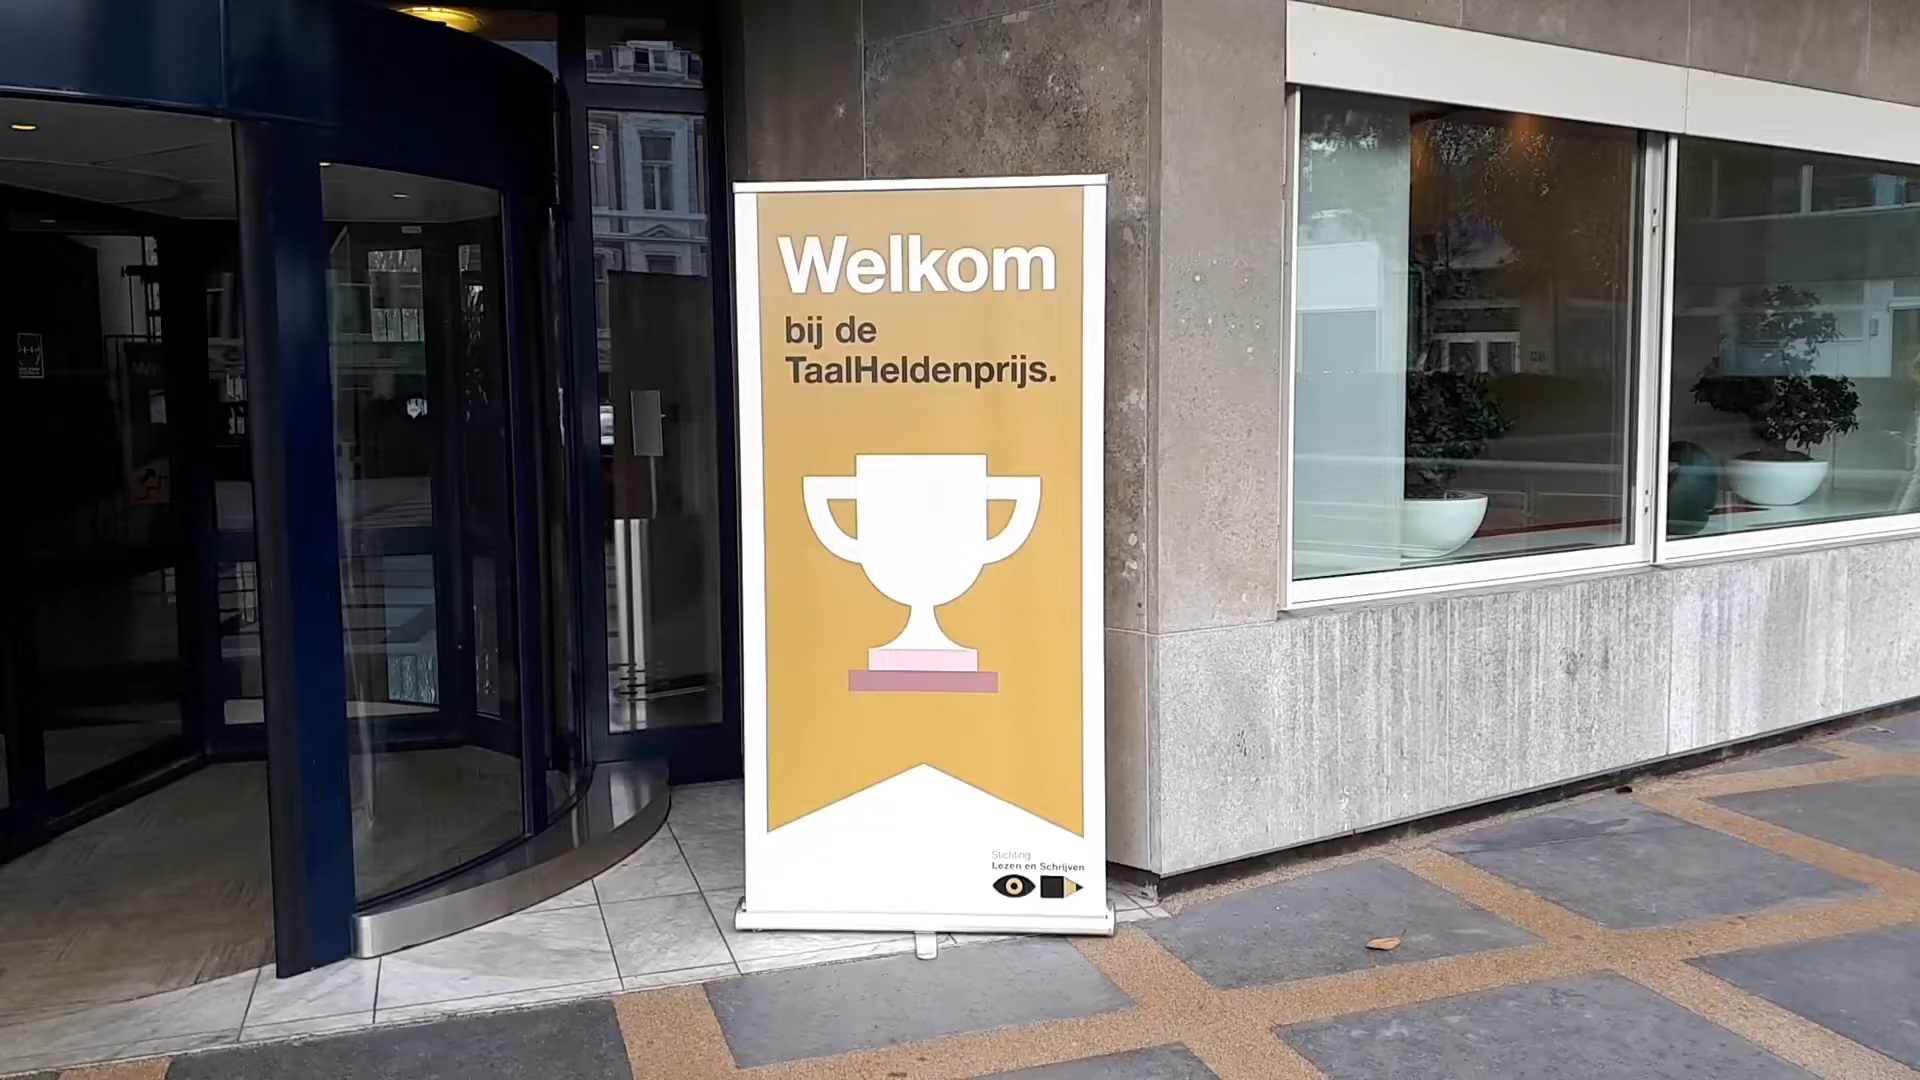 Welkom
bij de
TaalHeldenprijs.
Stichting
Lezen en Schrijven